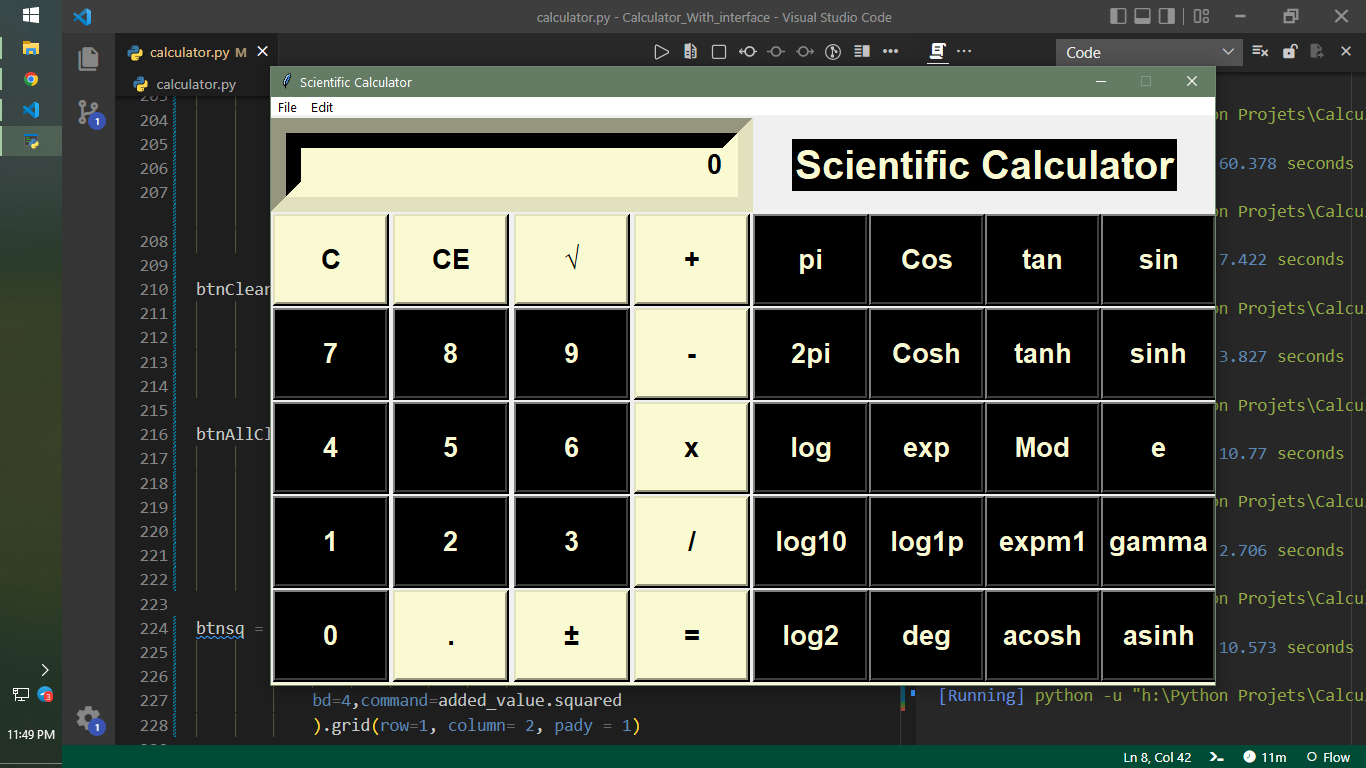 calculator.py - Calculator_With_interface - Visual Studio Code
calculator.py M
Code
calculator.py
Scientific Calculator
File Edit
0
Scientific Calculator
C CE √ + pi Cos tan sin
7 8 9 - 2pi Cosh tanh sinh
4 5 6 x log exp Mod e
1 2 3 / log10 log1p expm1 gamma
0 . ± = log2 deg acosh asinh
203
204
205
206
207
208
209
210 btnClear
211
212
213
214
215
216 btnAllCl
217
218
219
220
221
222
223
224 btnsq =
225
226
227 bd=4,command=added_value.squared
228 ).grid(row=1, column= 2, pady = 1)
on Projets\Calcu
60.378 seconds
on Projets\Calcu
7.422 seconds
on Projets\Calcu
3.827 seconds
on Projets\Calcu
10.77 seconds
on Projets\Calcu
2.706 seconds
on Projets\Calcu
10.573 seconds
[Running] python -u "h:\Python Projets\Calcu
1
1
3
11:49 PM
Ln 8, Col 42
11m
Flow